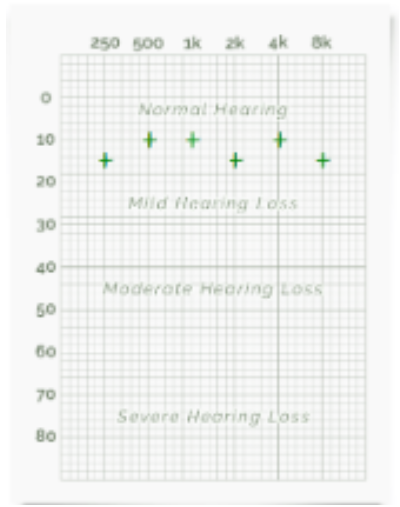 250 500 1k 2k 4k 8k
0
Normal Hearing
10
20
Mild Hearing Loss
30
40
Moderate Hearing Loss
50
60
70
Severe Hearing Loss
80